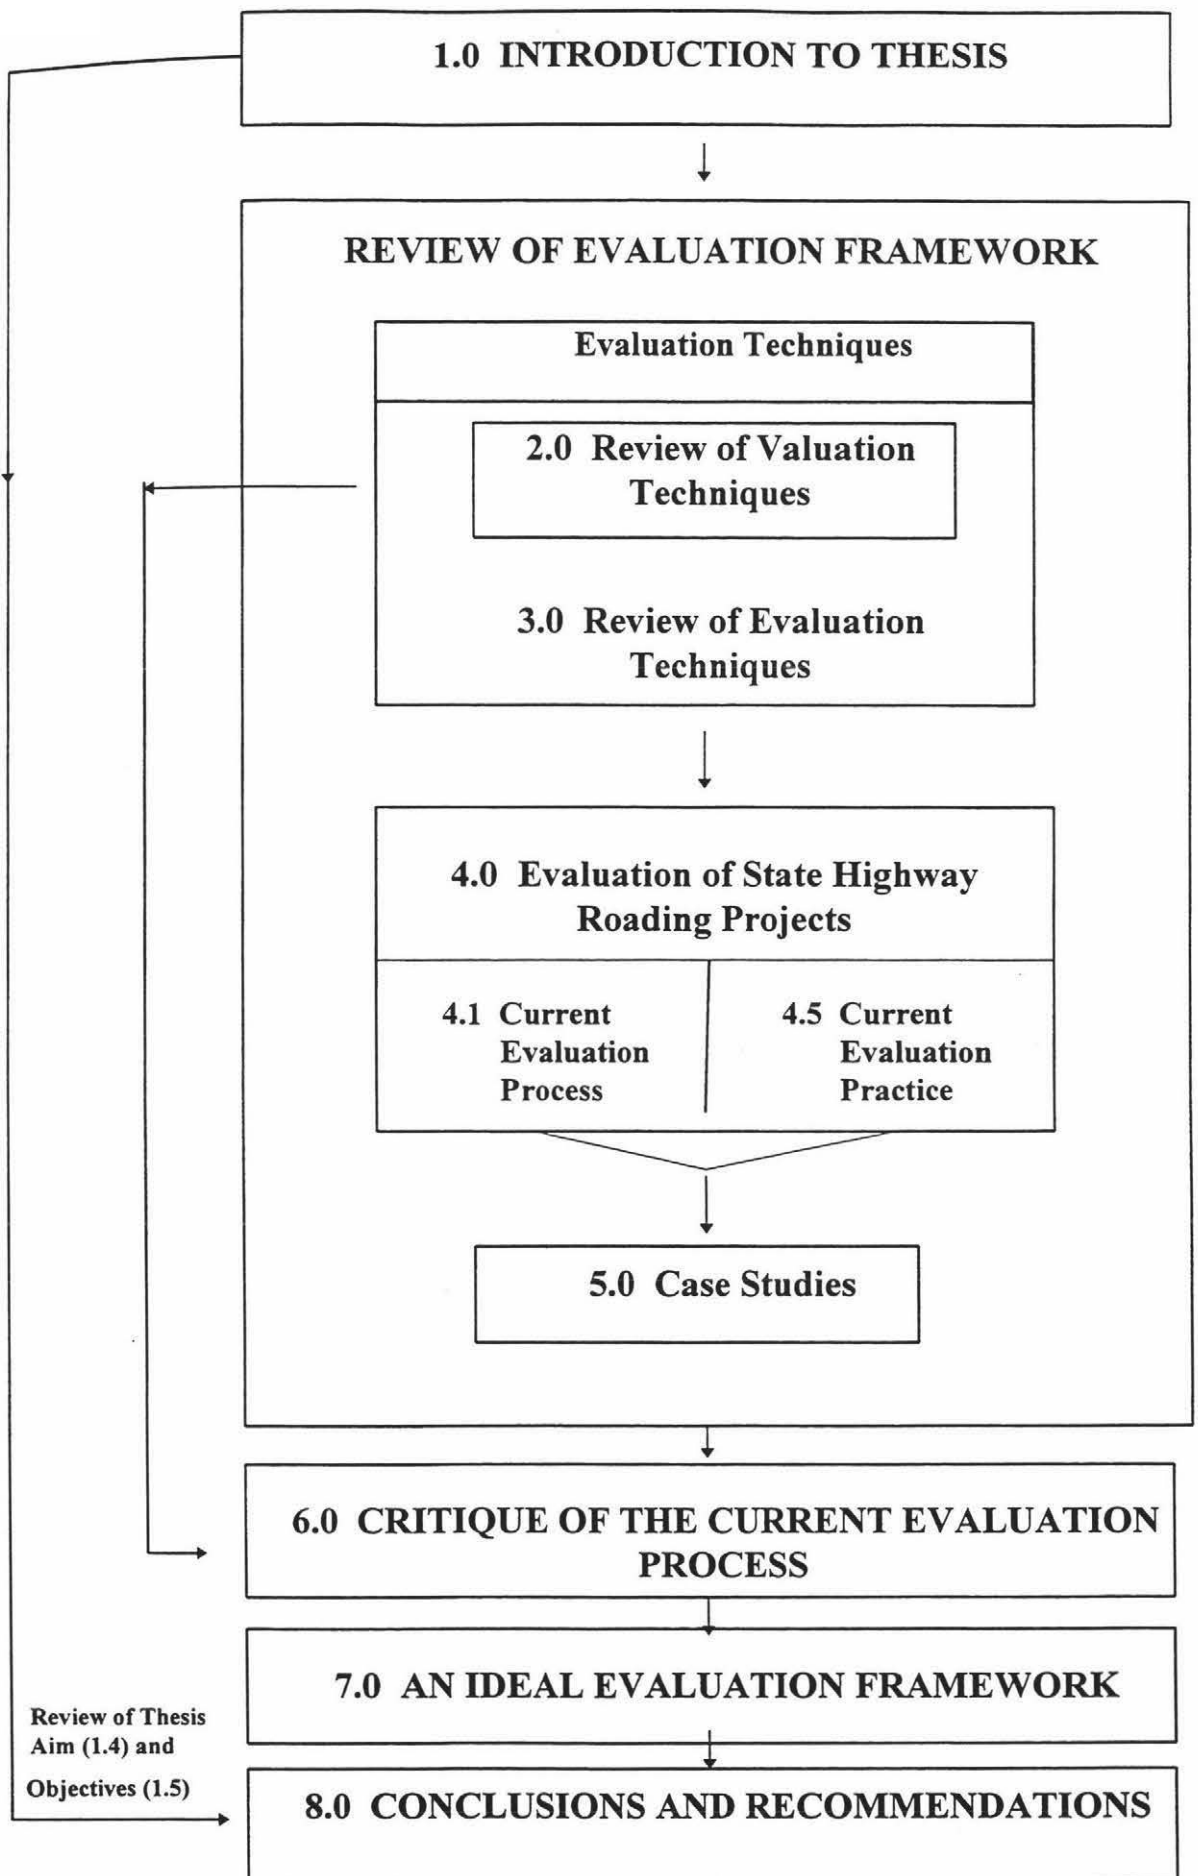 1.0 INTRODUCTION TO THESIS
REVIEW OF EVALUATION FRAMEWORK
Evaluation Techniques
2.0 Review of Valuation
Techniques
3.0 Review of Evaluation
Techniques
4.0 Evaluation of State Highway
Roading Projects
4.1 Current
Evaluation
Process
4.5 Current
Evaluation
Practice
5.0 Case Studies
6.0 CRITIQUE OF THE CURRENT EVALUATION
PROCESS
7.0 AN IDEAL EVALUATION FRAMEWORK
Review of Thesis
Aim (1.4) and
Objectives (1.5)
8.0 CONCLUSIONS AND RECOMMENDATIONS